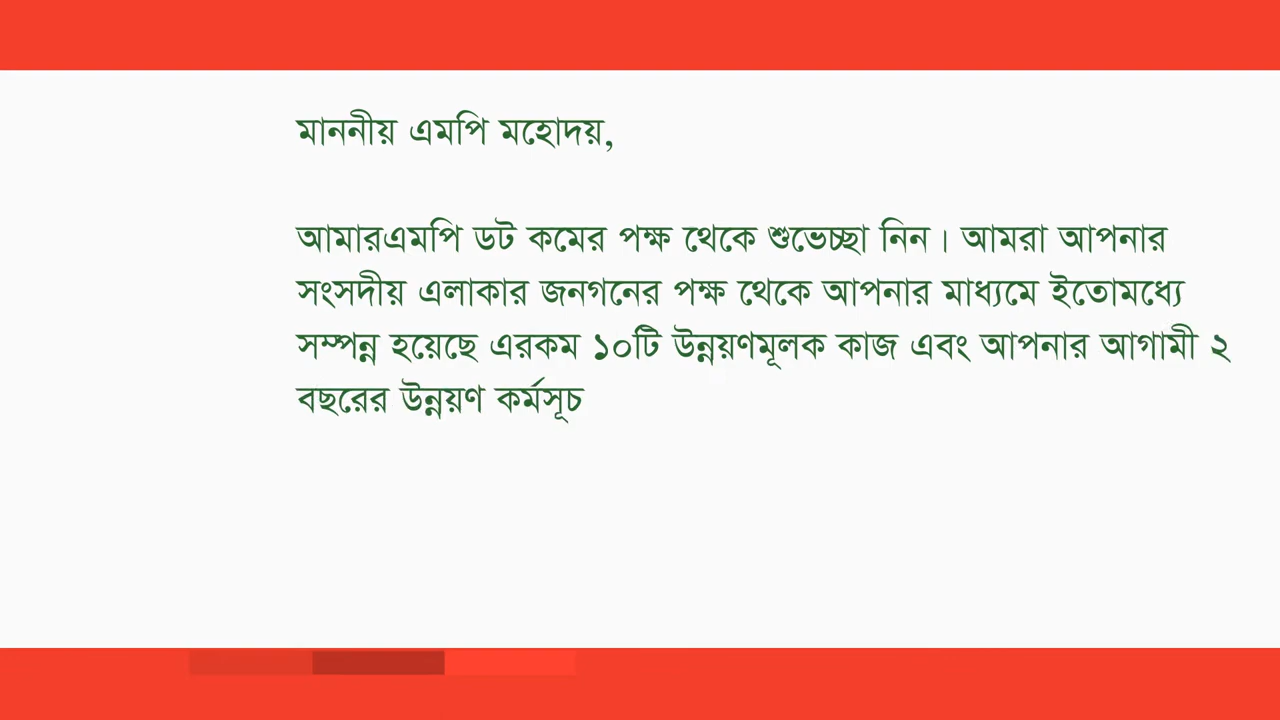 মাননীয় এমপি মহোদয়,
আমারএমপি ডট কমের পক্ষ থেকে শুভেচ্ছা নিন। আমরা আপনার
সংসদীয় এলাকার জনগনের পক্ষ থেকে আপনার মাধ্যমে ইতোমধ্যে
সম্পন্ন হয়েছে এরকম ১০টি উন্নয়ণমূলক কাজ এবং আপনার আগামী ২
বছরের উন্নয়ণ কর্মসূচ